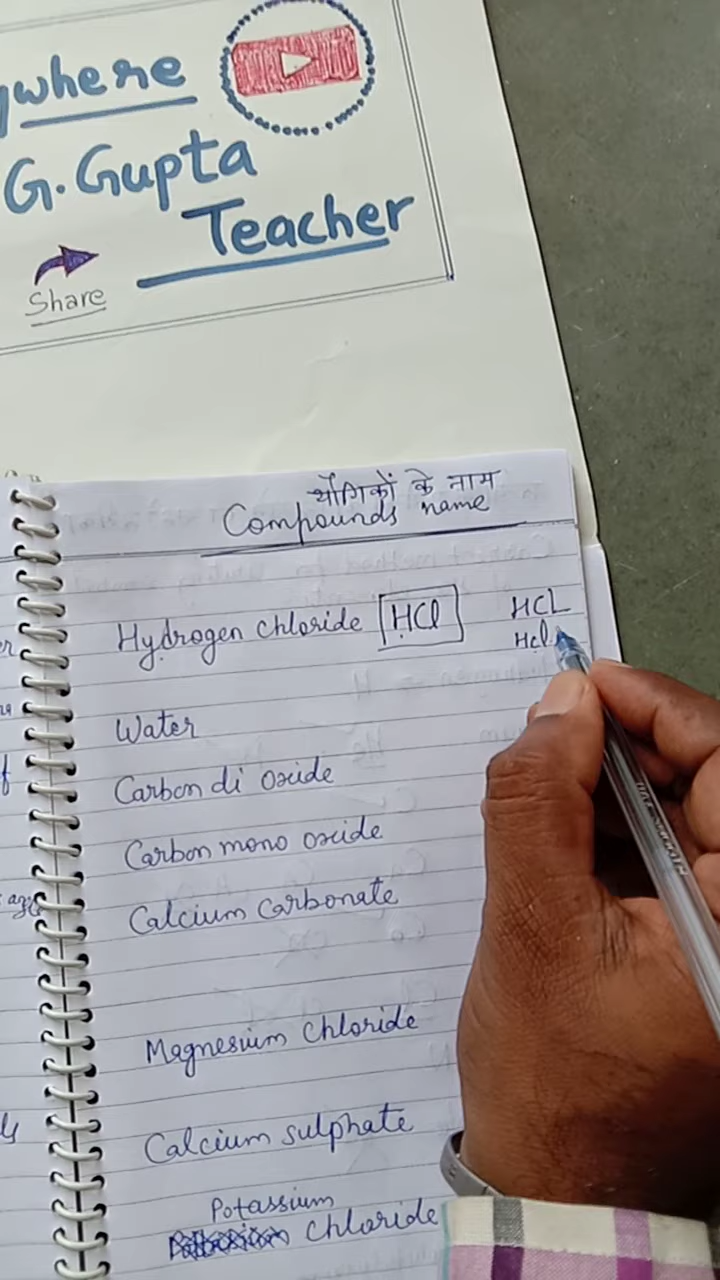 where
G. Gupta
Teacher
Share
यौगिकों के नाम
Compounds name
Hydrogen chloride HCl HCL
Hcl
Water
Carbon di oxide
Carbon mono oxide
Calcium carbonate
Magnesium chloride
Calcium sulphate
Potassium
chloride